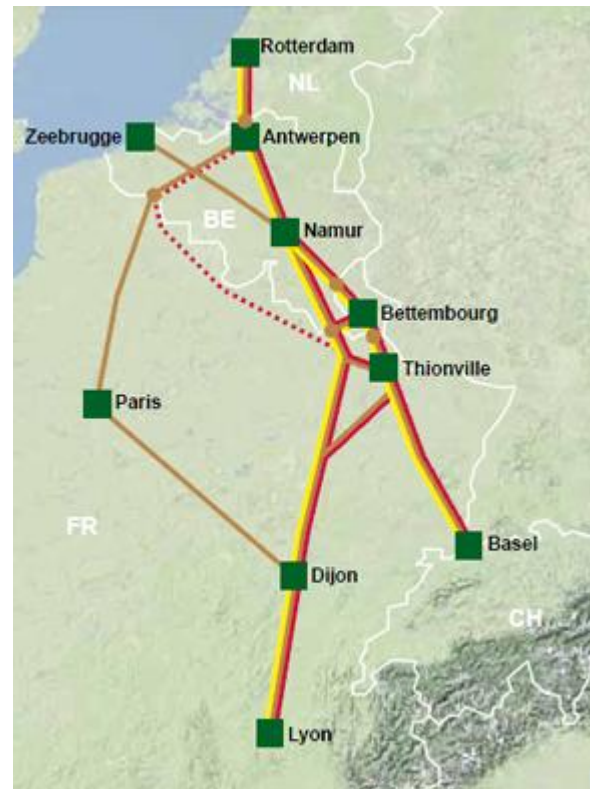 Rotterdam
NL
Zeebrugge
Antwerpen
BE
Namur
Bettembourg
Thionville
Paris
FR
Basel
Dijon
CH
Lyon